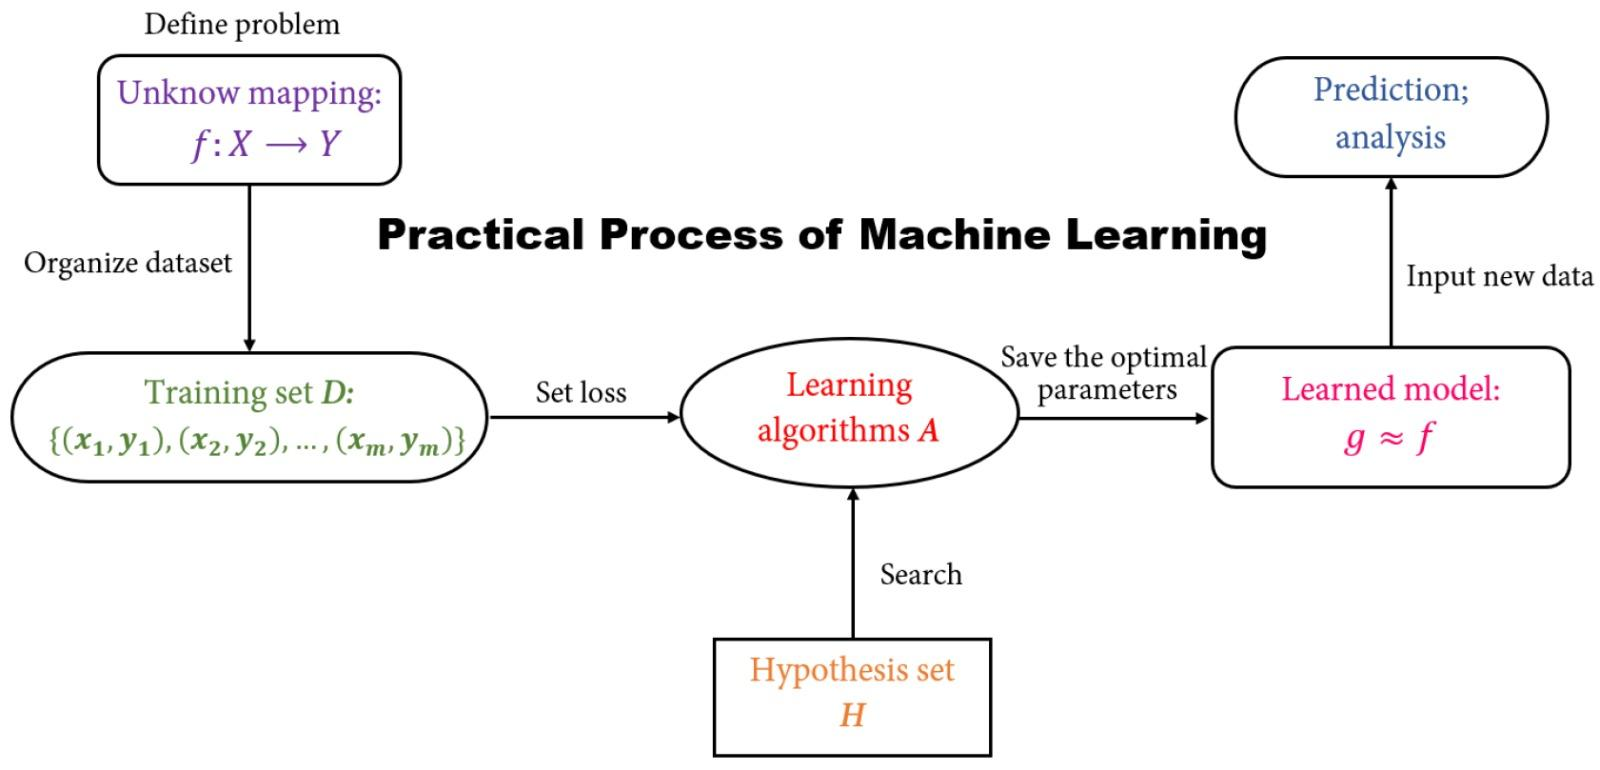 Define problem
Unknow mapping:
f: X ⟶ Y
Organize dataset
Practical Process of Machine Learning
Prediction;
analysis
Input new data
Training set D:
{(x₁, y₁), (x₂, y₂), ... , (xₘ, yₘ)}
Set loss
Learning
algorithms A
Save the optimal
parameters
Learned model:
g ≈ f
Search
Hypothesis set
H